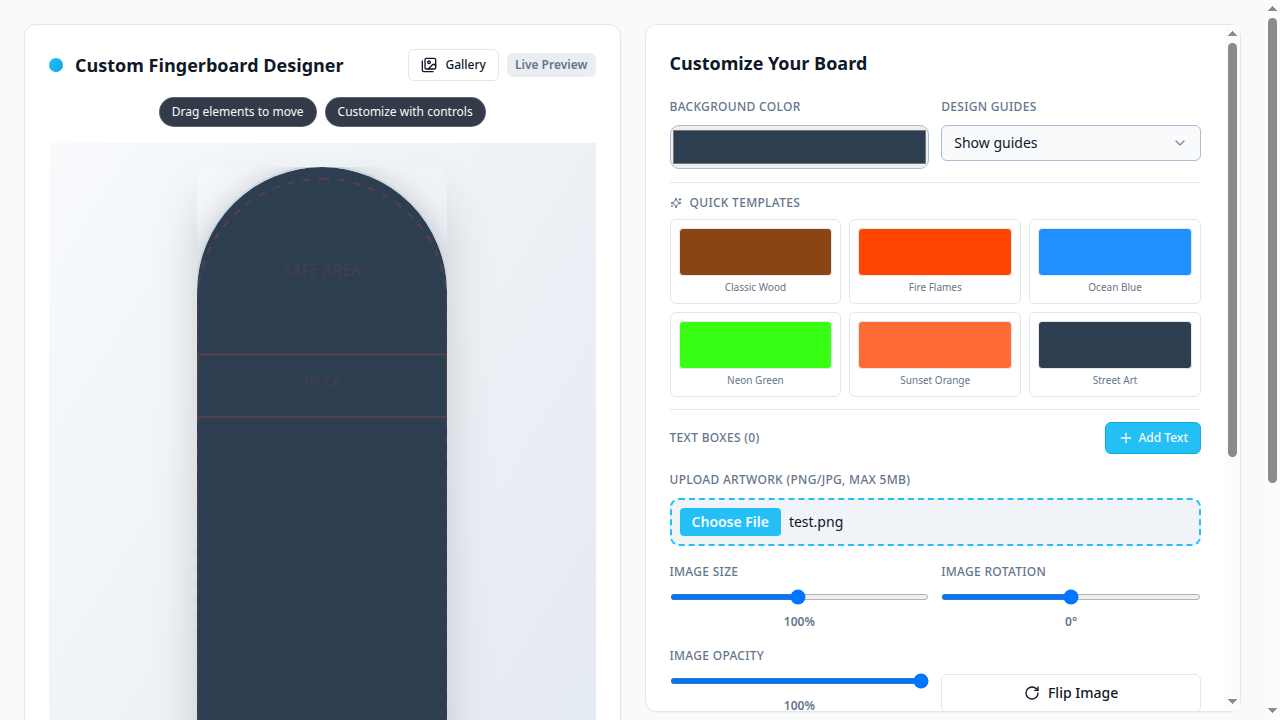 Custom Fingerboard Designer
Gallery
Live Preview
Drag elements to move
Customize with controls
SAFE AREA
TRUCK
Customize Your Board
BACKGROUND COLOR
DESIGN GUIDES
Show guides
QUICK TEMPLATES
Classic Wood
Fire Flames
Ocean Blue
Neon Green
Sunset Orange
Street Art
TEXT BOXES (0)
Add Text
UPLOAD ARTWORK (PNG/JPG, MAX 5MB)
Choose File test.png
IMAGE SIZE
IMAGE ROTATION
100%
0°
IMAGE OPACITY
100%
Flip Image